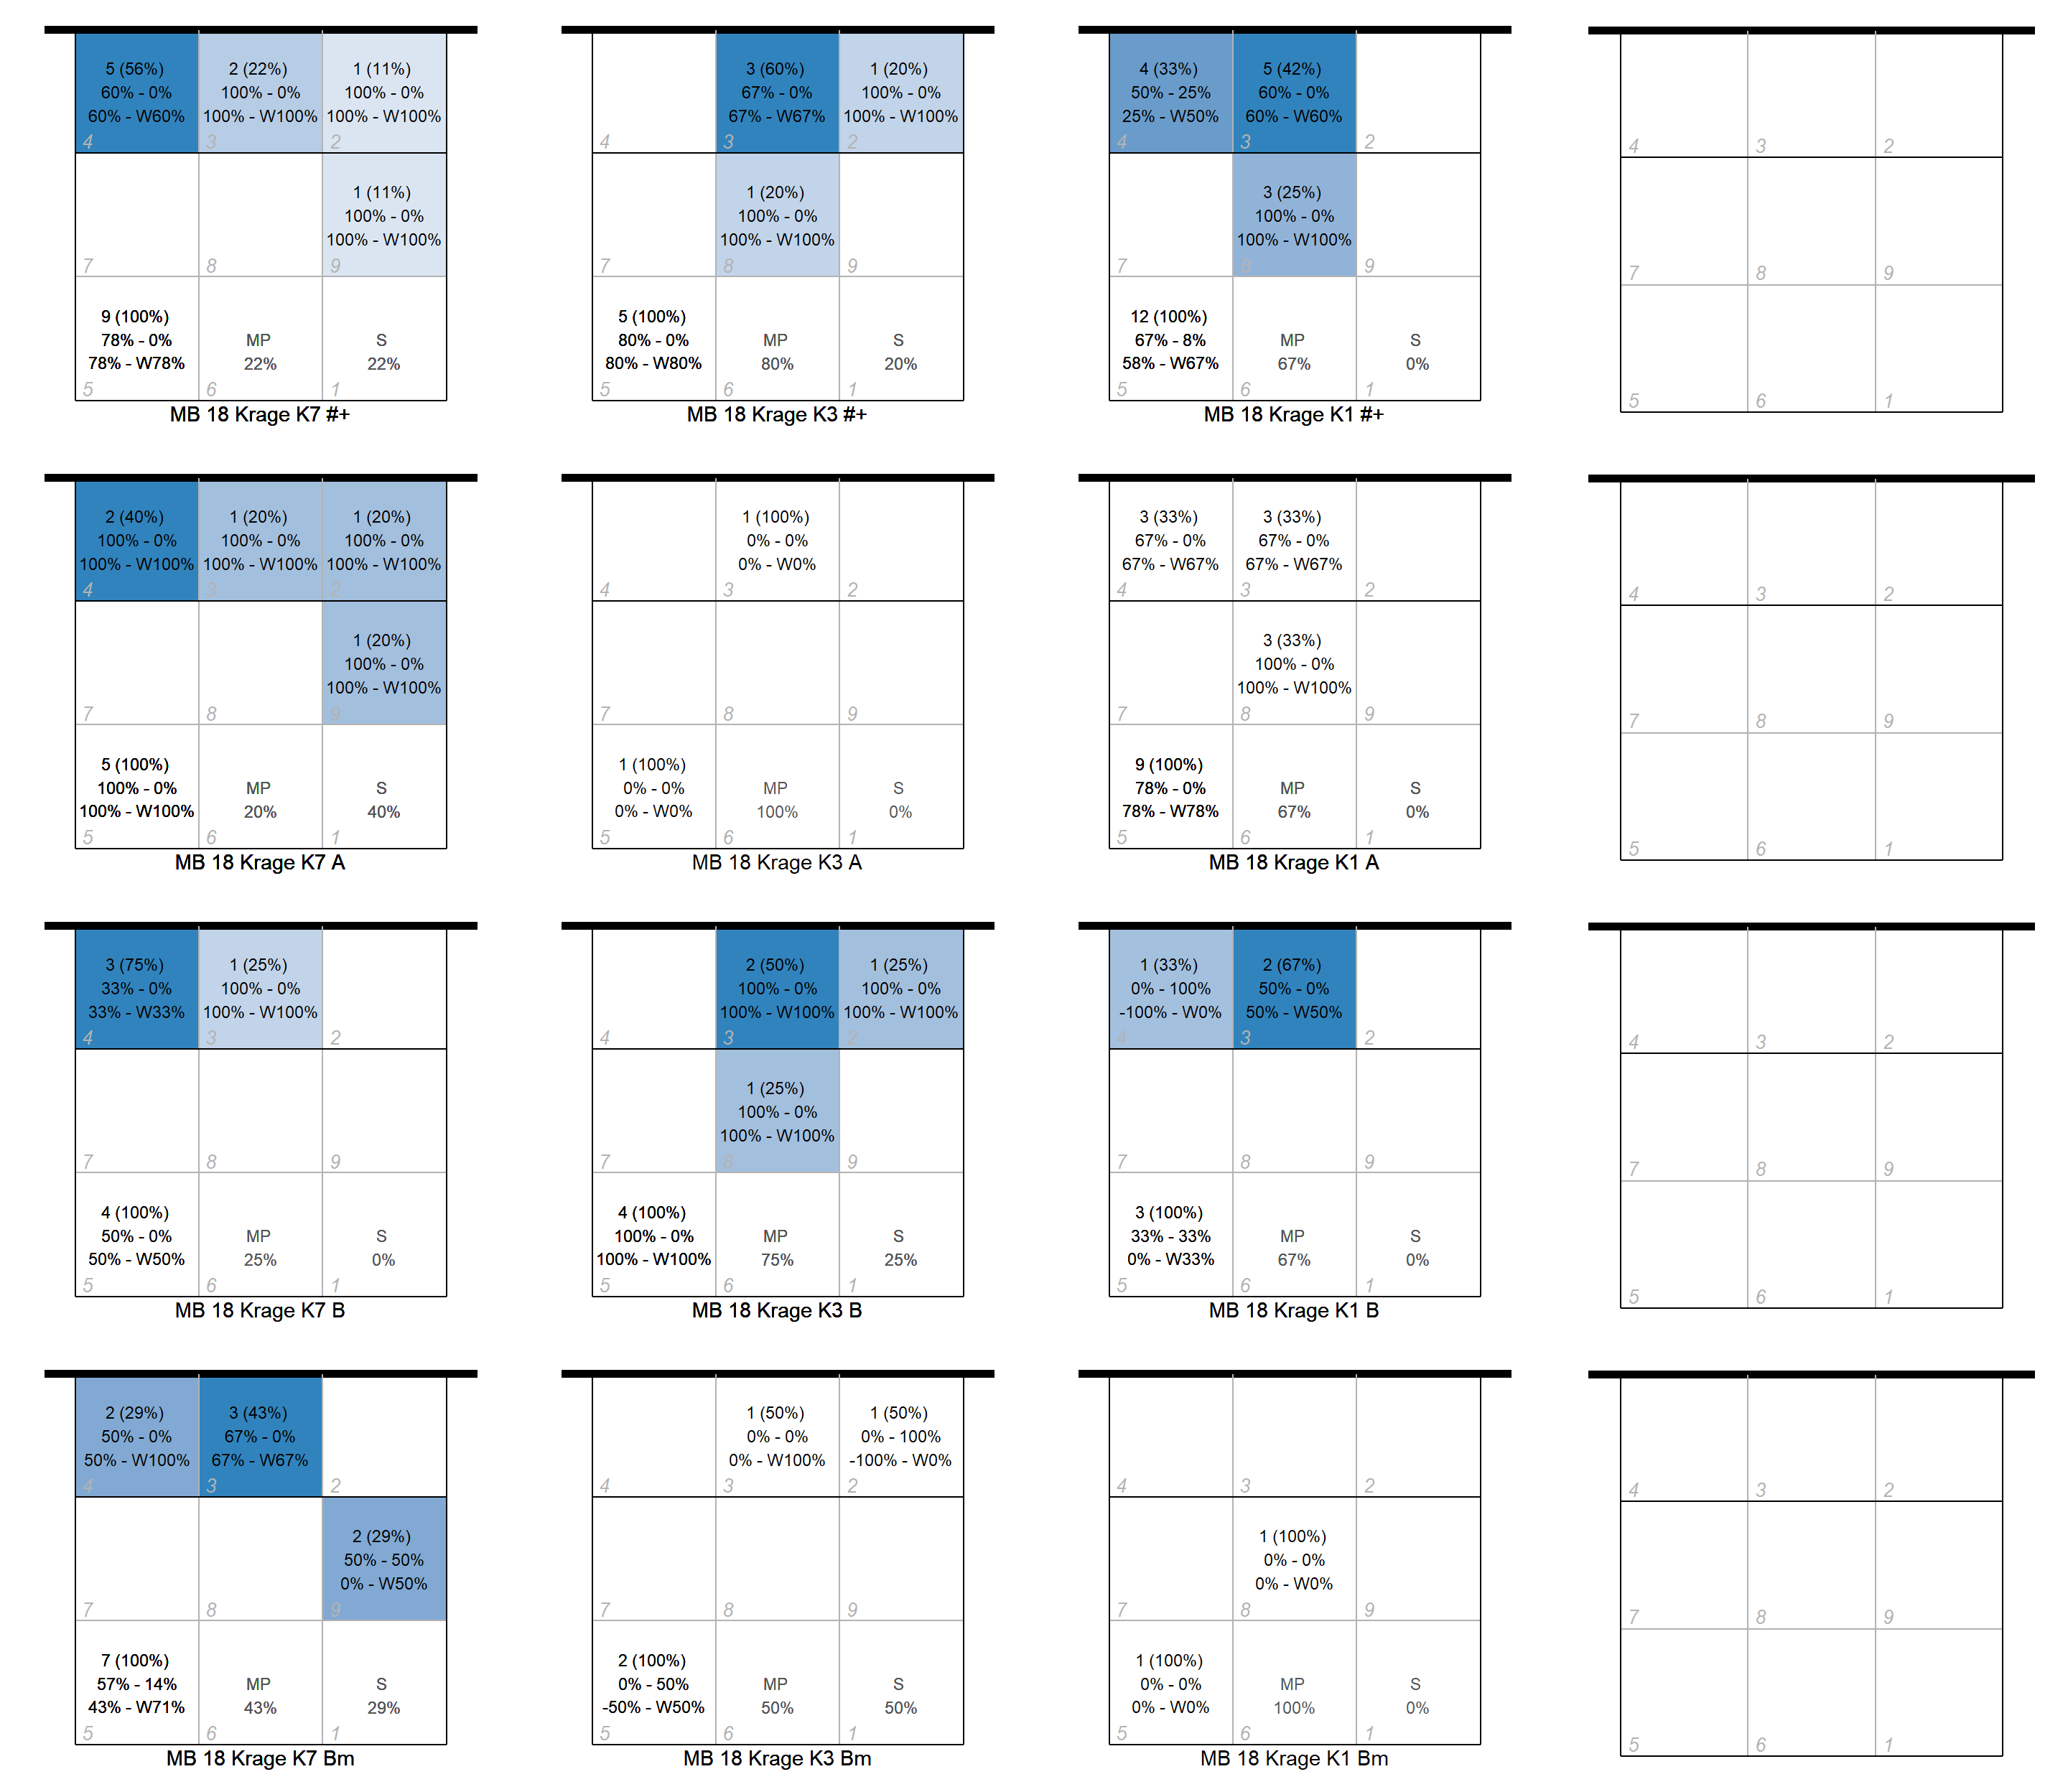 5 (56%)
60% - 0%
60% - W60%
4
2 (22%)
100% - 0%
100% - W100%
3
1 (11%)
100% - 0%
100% - W100%
2
7
8
1 (11%)
100% - 0%
100% - W100%
9
9 (100%)
78% - 0%
78% - W78%
5
MP
22%
6
S
22%
1
MB 18 Krage K7 #+
4
3 (60%)
67% - 0%
67% - W67%
3
1 (20%)
100% - 0%
100% - W100%
2
7
1 (20%)
100% - 0%
100% - W100%
8
9
5 (100%)
80% - 0%
80% - W80%
5
MP
80%
6
S
20%
1
MB 18 Krage K3 #+
4 (33%)
50% - 25%
25% - W50%
4
5 (42%)
60% - 0%
60% - W60%
3
2
7
3 (25%)
100% - 0%
100% - W100%
8
9
12 (100%)
67% - 8%
58% - W67%
5
MP
67%
6
S
0%
1
MB 18 Krage K1 #+
4
3
2
7
8
9
5
6
1
2 (40%)
100% - 0%
100% - W100%
4
1 (20%)
100% - 0%
100% - W100%
3
1 (20%)
100% - 0%
100% - W100%
2
7
8
1 (20%)
100% - 0%
100% - W100%
9
5 (100%)
100% - 0%
100% - W100%
5
MP
20%
6
S
40%
1
MB 18 Krage K7 A
4
1 (100%)
0% - 0%
0% - W0%
3
2
7
8
9
1 (100%)
0% - 0%
0% - W0%
5
MP
100%
6
S
0%
1
MB 18 Krage K3 A
3 (33%)
67% - 0%
67% - W67%
4
3 (33%)
67% - 0%
67% - W67%
3
2
7
3 (33%)
100% - 0%
100% - W100%
8
9
9 (100%)
78% - 0%
78% - W78%
5
MP
67%
6
S
0%
1
MB 18 Krage K1 A
4
3
2
7
8
9
5
6
1
3 (75%)
33% - 0%
33% - W33%
4
1 (25%)
100% - 0%
100% - W100%
3
2
7
8
9
4 (100%)
50% - 0%
50% - W50%
5
MP
25%
6
S
0%
1
MB 18 Krage K7 B
4
2 (50%)
100% - 0%
100% - W100%
3
1 (25%)
100% - 0%
100% - W100%
2
7
1 (25%)
100% - 0%
100% - W100%
8
9
4 (100%)
100% - 0%
100% - W100%
5
MP
75%
6
S
25%
1
MB 18 Krage K3 B
1 (33%)
0% - 100%
-100% - W0%
4
2 (67%)
50% - 0%
50% - W50%
3
2
7
8
9
3 (100%)
33% - 33%
0% - W33%
5
MP
67%
6
S
0%
1
MB 18 Krage K1 B
4
3
2
7
8
9
5
6
1
2 (29%)
50% - 0%
50% - W100%
4
3 (43%)
67% - 0%
67% - W67%
3
2
7
8
2 (29%)
50% - 50%
0% - W50%
9
7 (100%)
57% - 14%
43% - W71%
5
MP
43%
6
S
29%
1
MB 18 Krage K7 Bm
4
1 (50%)
0% - 0%
0% - W100%
3
1 (50%)
0% - 100%
-100% - W0%
2
7
8
9
2 (100%)
0% - 50%
-50% - W50%
5
MP
50%
6
S
50%
1
MB 18 Krage K3 Bm
4
3
2
7
1 (100%)
0% - 0%
0% - W0%
8
9
1 (100%)
0% - 0%
0% - W0%
5
MP
100%
6
S
0%
1
MB 18 Krage K1 Bm
4
3
2
7
8
9
5
6
1